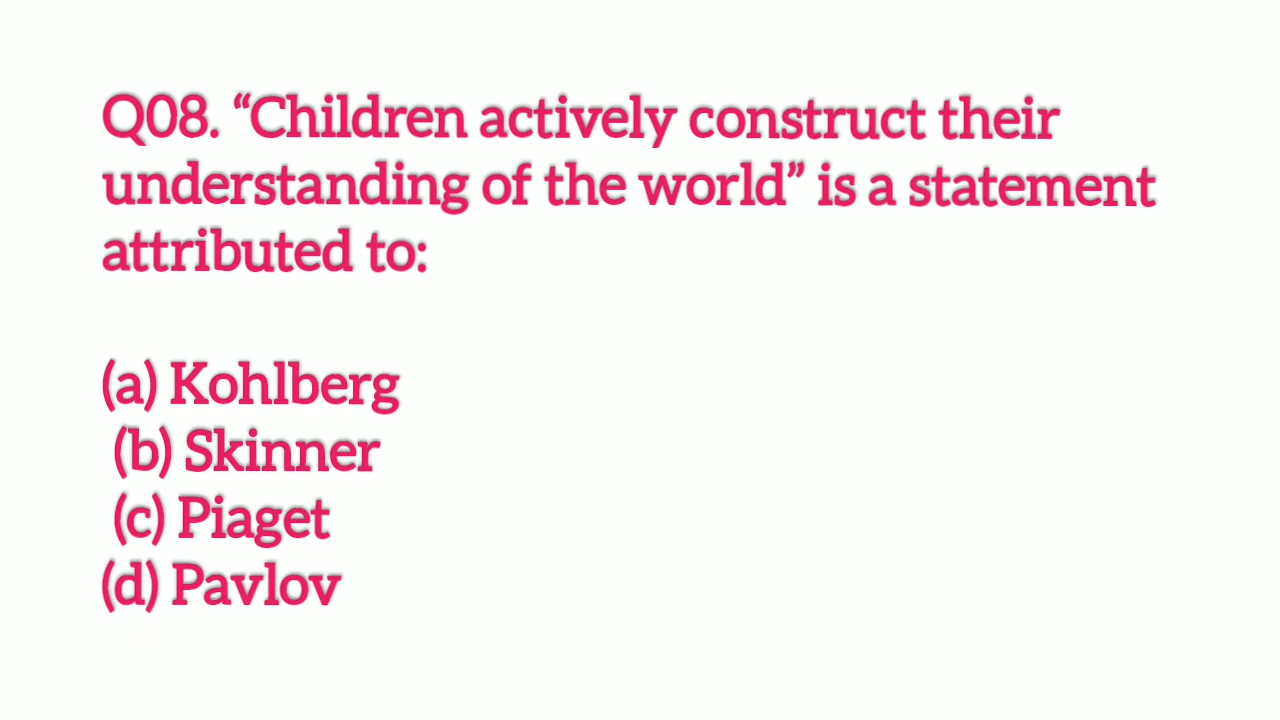 Q08. “Children actively construct their
understanding of the world” is a statement
attributed to:
(a) Kohlberg
(b) Skinner
(c) Piaget
(d) Pavlov